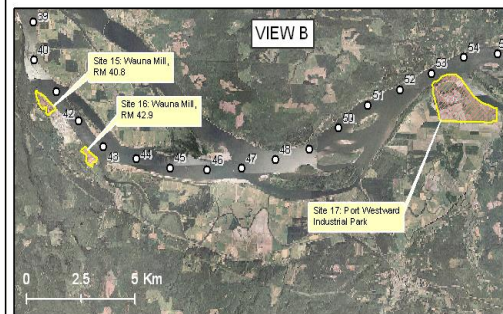 VIEW B
39
40
42
43
44
45
46
47
48
50
51
52
53
54
Site 15: Wauna Mill,
RM 40.8
Site 16: Wauna Mill,
RM 42.9
Site 17: Port Westward
Industrial Park
0 2.5 5 Km